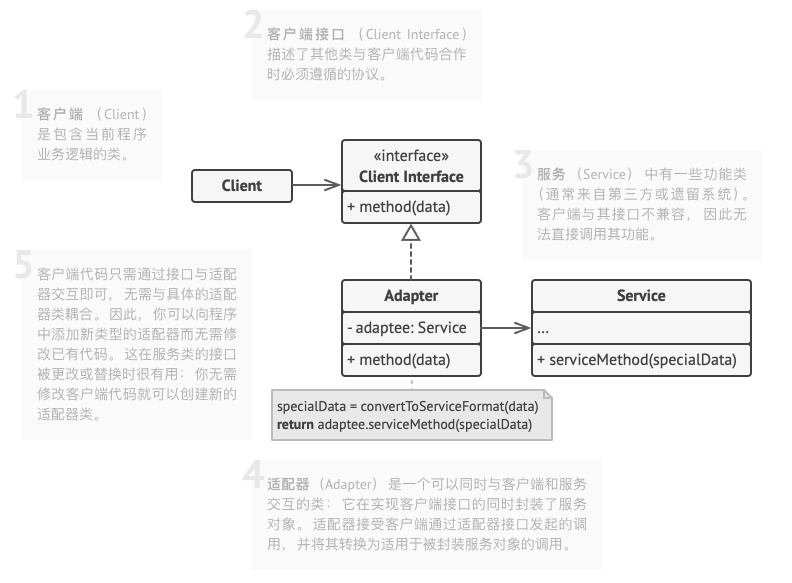 2
客户端接口 （Client Interface）
描述了其他类与客户端代码合作
时必须遵循的协议。
1
客户端 （Client）
是包含当前程序
业务逻辑的类。
«interface»
Client Interface
+ method(data)
Client
3
服务 （Service） 中有一些功能类
（通常来自第三方或遗留系统）。
客户端与其接口不兼容， 因此无
法直接调用其功能。
5
客户端代码只需通过接口与适配
器交互即可， 无需与具体的适配
器类耦合。因此， 你可以向程序
中添加新类型的适配器而无需修
改已有代码。这在服务类的接口
被更改或替换时很有用： 你无需
修改客户端代码就可以创建新的
适配器类。
Adapter
- adaptee: Service
+ method(data)
Service
...
+ serviceMethod(specialData)
specialData = convertToServiceFormat(data)
return adaptee.serviceMethod(specialData)
4
适配器 （Adapter） 是一个可以同时与客户端和服务
交互的类： 它在实现客户端接口的同时封装了服务
对象。适配器接受客户端通过适配器接口发起的调
用， 并将其转换为适用于被封装服务对象的调用。